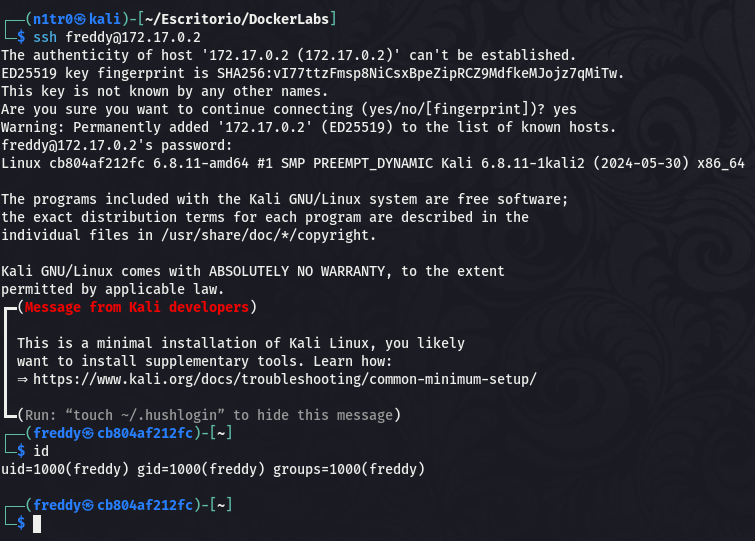 (n1tr0㉿kali)-[~/Escritorio/DockerLabs]
$ ssh freddy@172.17.0.2
The authenticity of host '172.17.0.2 (172.17.0.2)' can't be established.
ED25519 key fingerprint is SHA256:vI77ttzFmsp8NiCsxBpeZipRCZ9MdfkeMJojz7qMiTw.
This key is not known by any other names.
Are you sure you want to continue connecting (yes/no/[fingerprint])? yes
Warning: Permanently added '172.17.0.2' (ED25519) to the list of known hosts.
freddy@172.17.0.2's password:
Linux cb804af212fc 6.8.11-amd64 #1 SMP PREEMPT_DYNAMIC Kali 6.8.11-1kali2 (2024-05-30) x86_64
The programs included with the Kali GNU/Linux system are free software;
the exact distribution terms for each program are described in the
individual files in /usr/share/doc/*/copyright.
Kali GNU/Linux comes with ABSOLUTELY NO WARRANTY, to the extent
permitted by applicable law.
(Message from Kali developers)
This is a minimal installation of Kali Linux, you likely
want to install supplementary tools. Learn how:
⇒ https://www.kali.org/docs/troubleshooting/common-minimum-setup/
(Run: “touch ~/.hushlogin” to hide this message)
(freddy㉿cb804af212fc)-[~]
$ id
uid=1000(freddy) gid=1000(freddy) groups=1000(freddy)
(freddy㉿cb804af212fc)-[~]
$